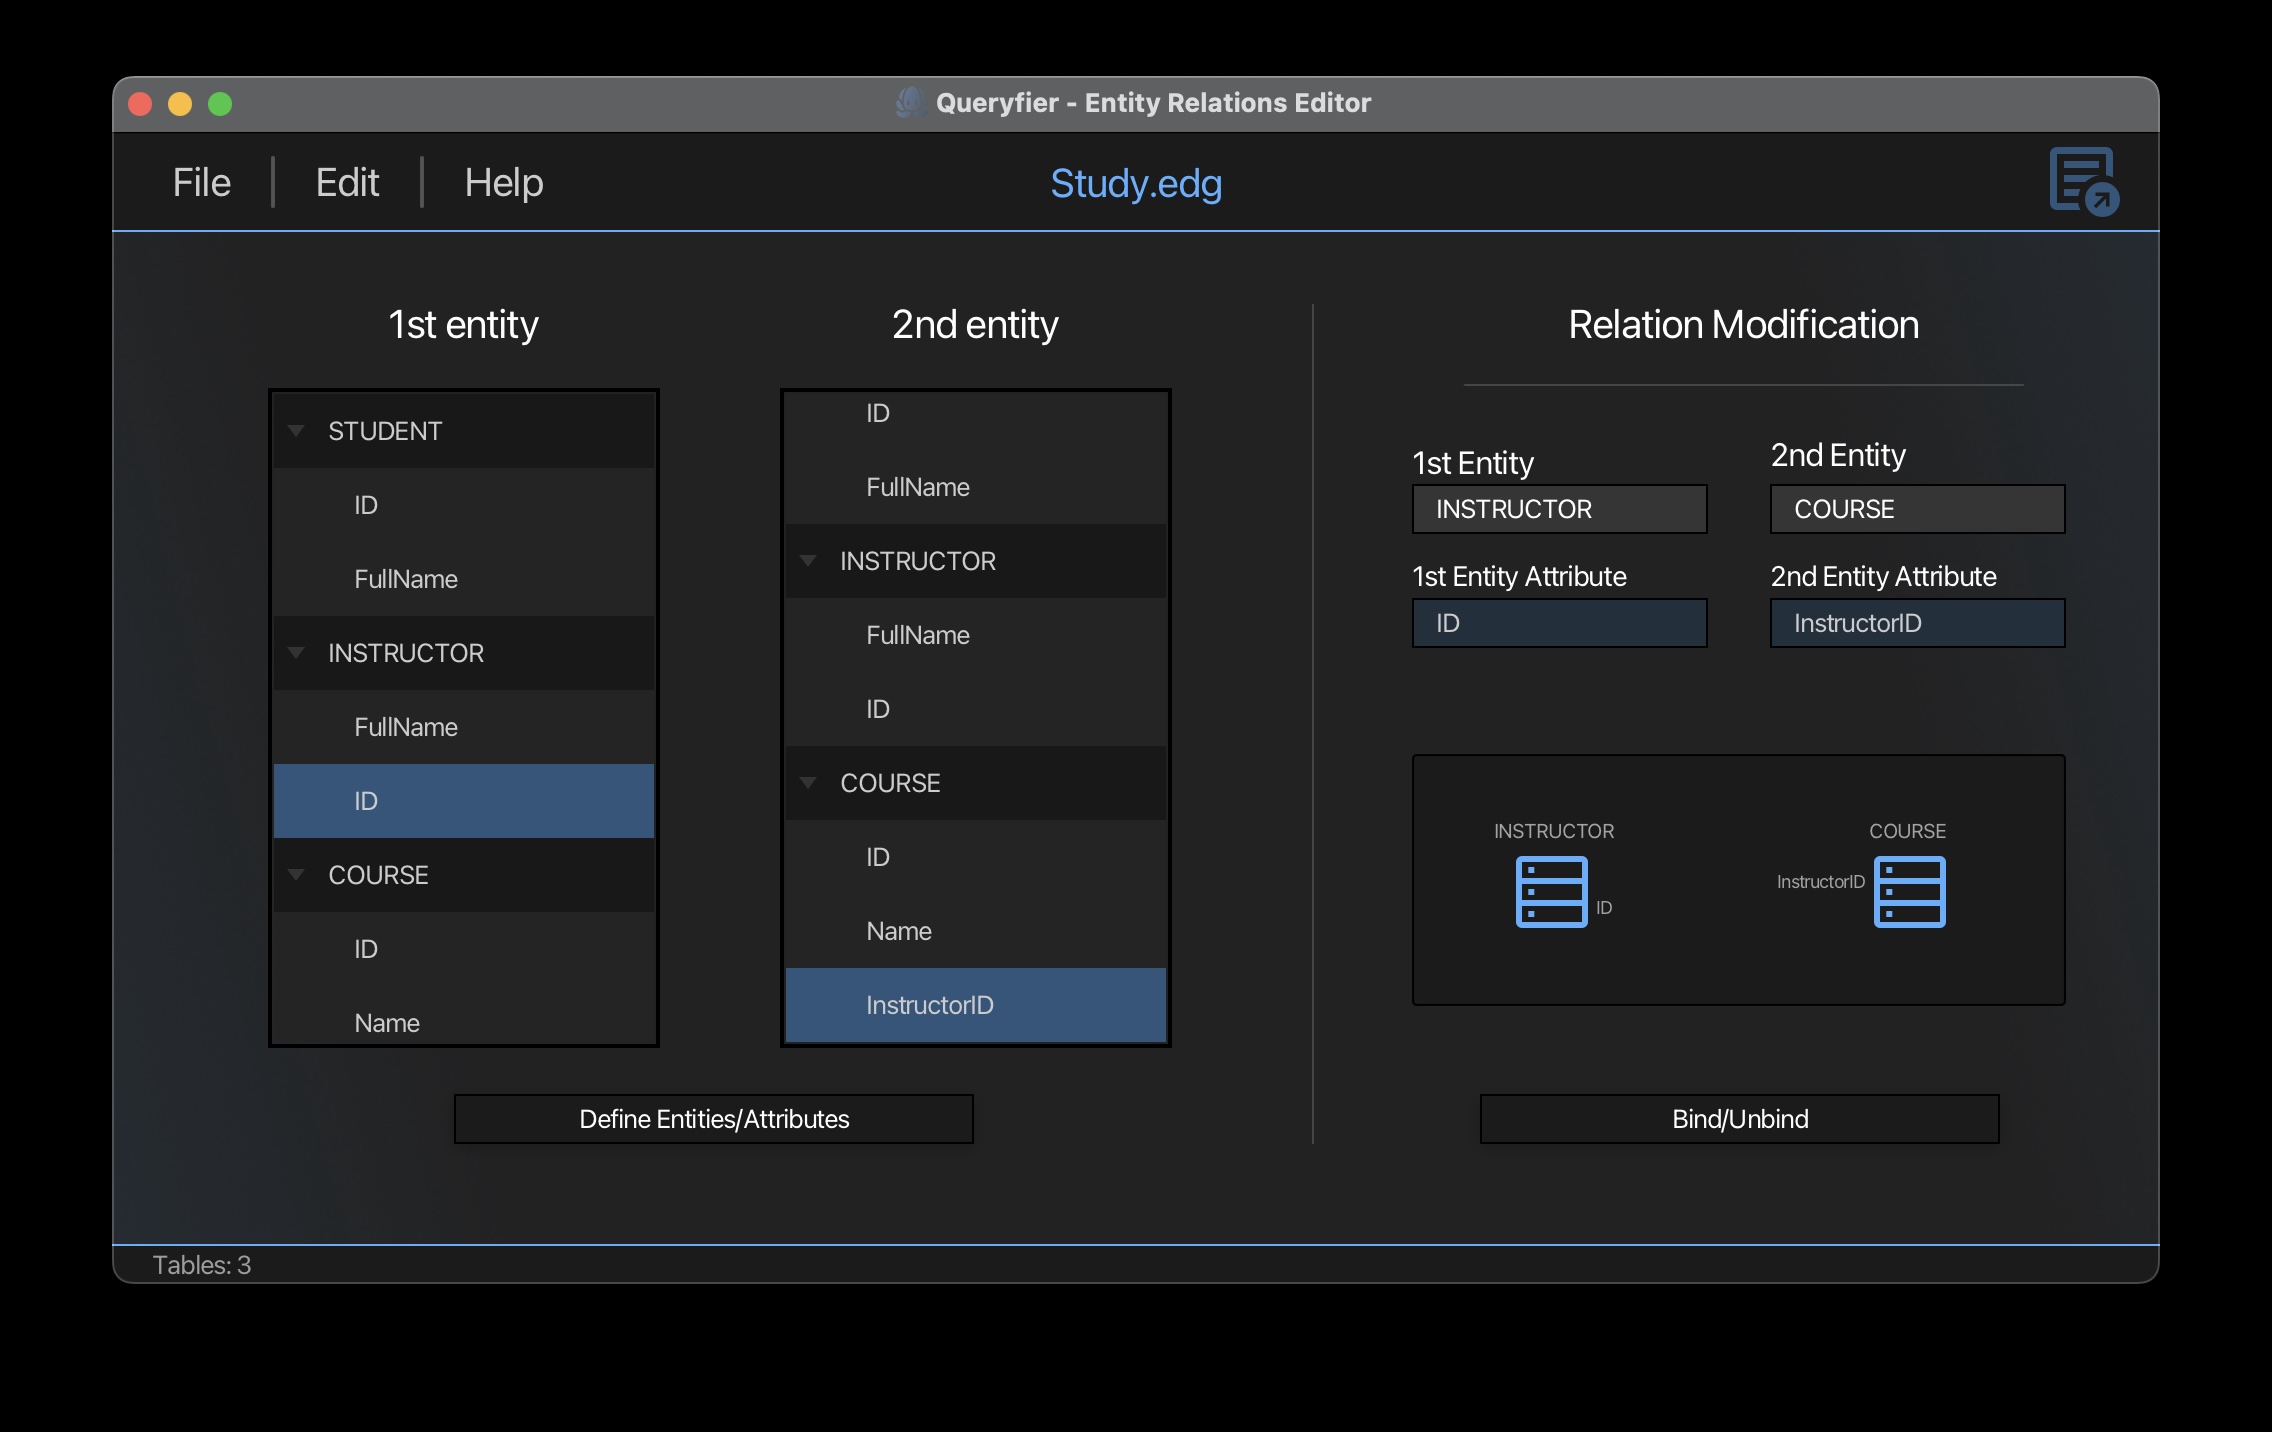 Queryfier - Entity Relations Editor
File
Edit
Help
Study.edg
1st entity
STUDENT
ID
FullName
INSTRUCTOR
FullName
ID
COURSE
ID
Name
2nd entity
ID
FullName
INSTRUCTOR
FullName
ID
COURSE
ID
Name
InstructorID
Define Entities/Attributes
Relation Modification
1st Entity
INSTRUCTOR
2nd Entity
COURSE
1st Entity Attribute
ID
2nd Entity Attribute
InstructorID
INSTRUCTOR
ID
COURSE
InstructorID
Bind/Unbind
Tables: 3